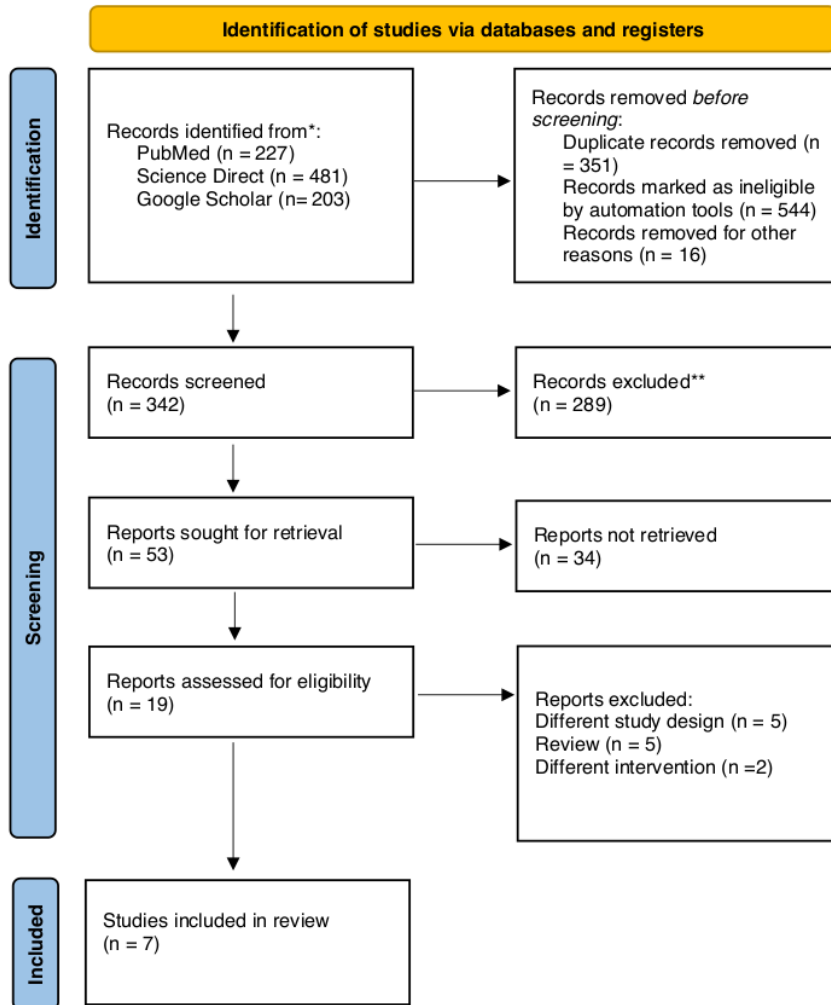 Identification of studies via databases and registers
Identification
Records identified from*:
PubMed (n = 227)
Science Direct (n = 481)
Google Scholar (n= 203)
Records removed before
screening:
Duplicate records removed (n
= 351)
Records marked as ineligible
by automation tools (n = 544)
Records removed for other
reasons (n = 16)
Screening
Records screened
(n = 342)
Records excluded**
(n = 289)
Reports sought for retrieval
(n = 53)
Reports not retrieved
(n = 34)
Reports assessed for eligibility
(n = 19)
Reports excluded:
Different study design (n = 5)
Review (n = 5)
Different intervention (n =2)
Included
Studies included in review
(n = 7)